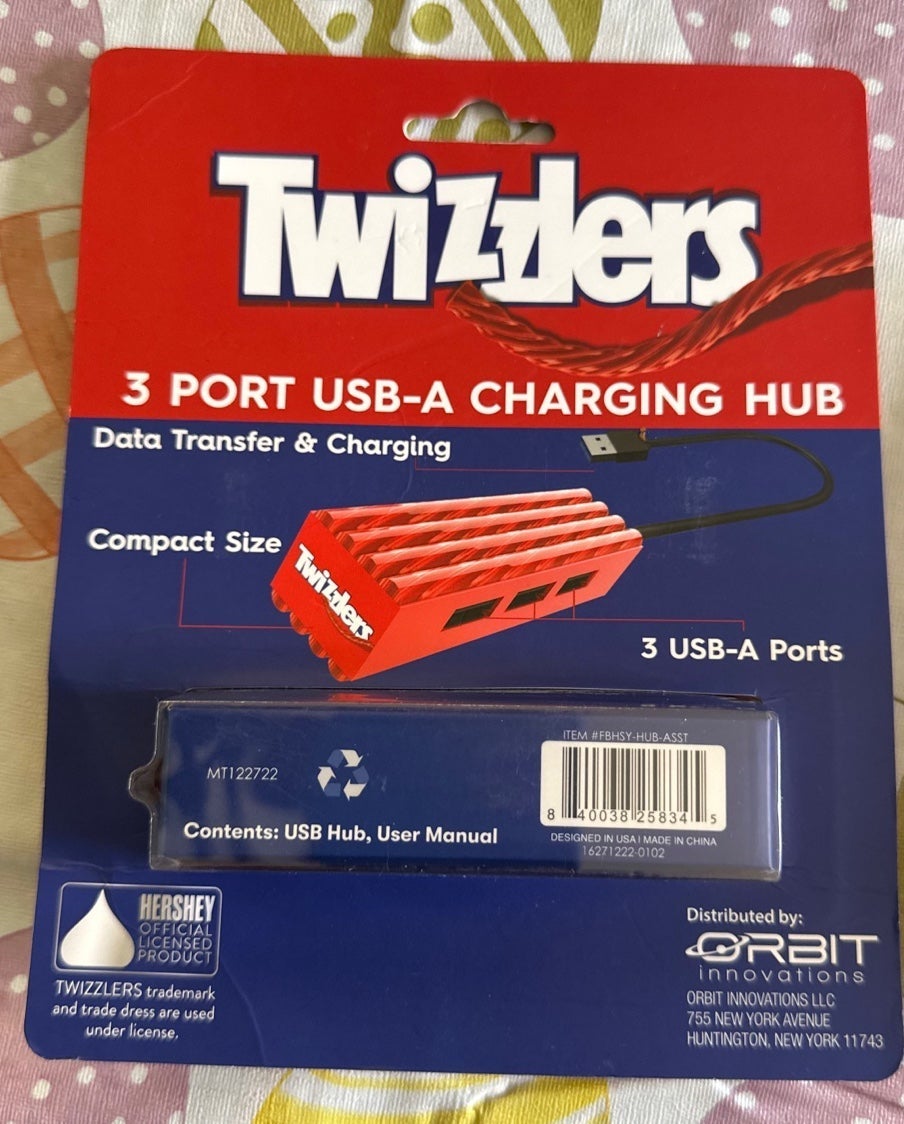 Twizzlers
3 PORT USB-A CHARGING HUB
Data Transfer & Charging
Compact Size
Twizzlers
3 USB-A Ports
ITEM #FBHSY-HUB-ASST
MT122722
8 40038 25834 5
Contents: USB Hub, User Manual
DESIGNED IN USA | MADE IN CHINA
16271222-0102
HERSHEY
OFFICIAL
LICENSED
PRODUCT
TWIZZLERS trademark
and trade dress are used
under license.
Distributed by:
ORBIT
innovations
ORBIT INNOVATIONS LLC
755 NEW YORK AVENUE
HUNTINGTON, NEW YORK 11743